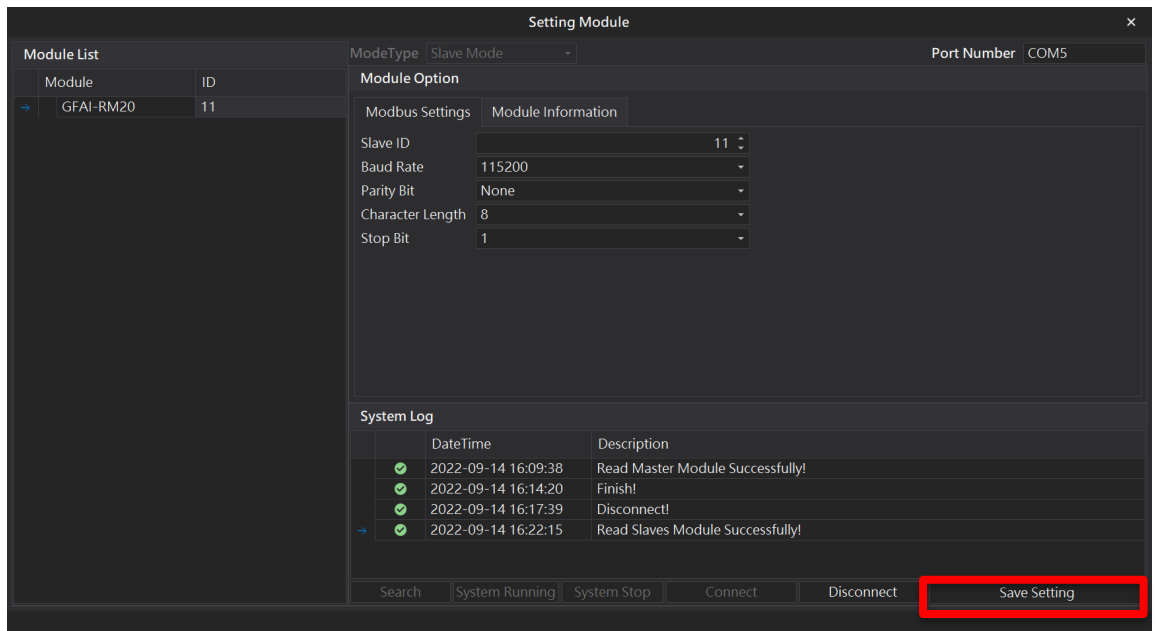 Setting Module ×
Module List
Module ID
GFAI-RM20 11
ModeType Slave Mode Port Number COM5
Module Option
Modbus Settings Module Information
Slave ID 11
Baud Rate 115200
Parity Bit None
Character Length 8
Stop Bit 1
System Log
DateTime Description
2022-09-14 16:09:38 Read Master Module Successfully!
2022-09-14 16:14:20 Finish!
2022-09-14 16:17:39 Disconnect!
2022-09-14 16:22:15 Read Slaves Module Successfully!
Search System Running System Stop Connect Disconnect Save Setting